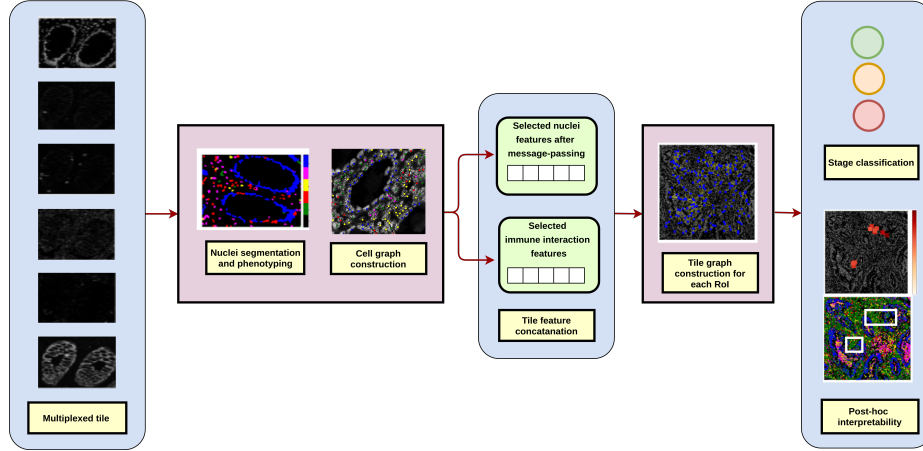 Multiplexed tile
Nuclei segmentation
and phenotyping
Cell graph
construction
Selected nuclei
features after
message-passing
Selected
immune interaction
features
Tile feature
concatanation
Tile graph
construction for
each RoI
Stage classification
Post-hoc
interpretability